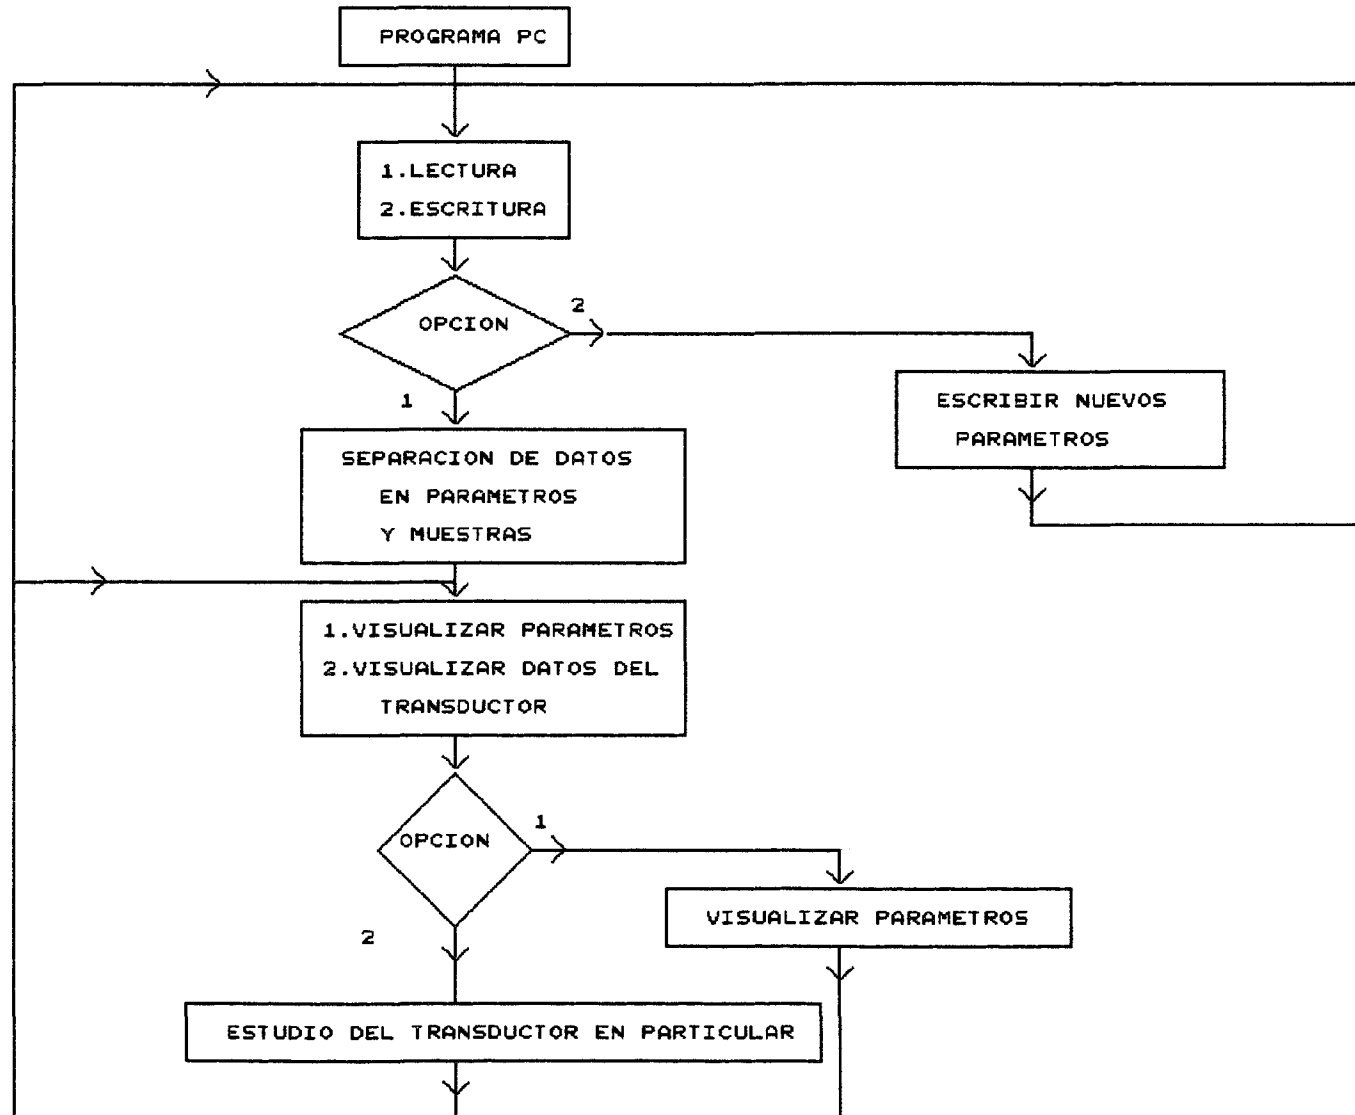 PROGRAMA PC
1.LECTURA
2.ESCRITURA
OPCION
2
1
ESCRIBIR NUEVOS
PARAMETROS
SEPARACION DE DATOS
EN PARAMETROS
Y MUESTRAS
1.VISUALIZAR PARAMETROS
2.VISUALIZAR DATOS DEL
TRANSDUCTOR
OPCION
1
2
VISUALIZAR PARAMETROS
ESTUDIO DEL TRANSDUCTOR EN PARTICULAR